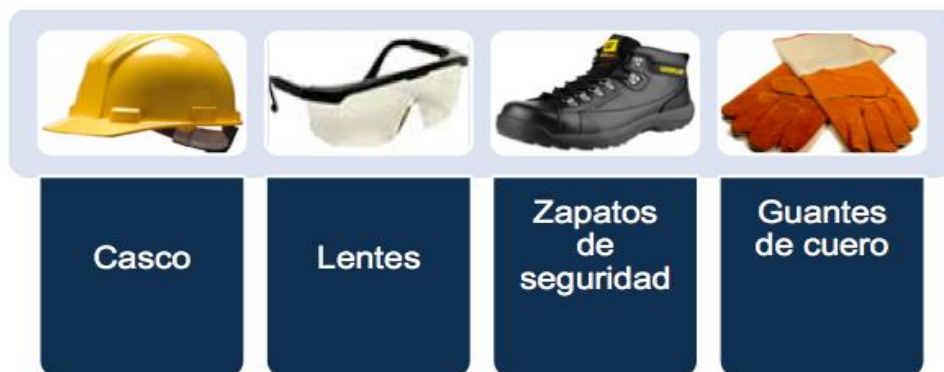 Casco
Lentes
Zapatos
de
seguridad
Guantes
de cuero